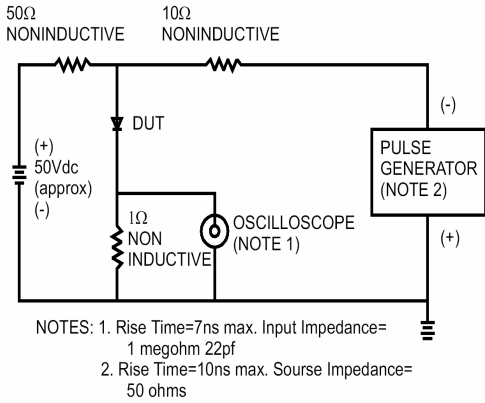 50Ω
NONINDUCTIVE
10Ω
NONINDUCTIVE
DUT
(+)
50Vdc
(approx)
(-)
1Ω
NON
INDUCTIVE
OSCILLOSCOPE
(NOTE 1)
(-)
PULSE
GENERATOR
(NOTE 2)
(+)
NOTES: 1. Rise Time=7ns max. Input Impedance=
1 megohm 22pf
2. Rise Time=10ns max. Sourse Impedance=
50 ohms